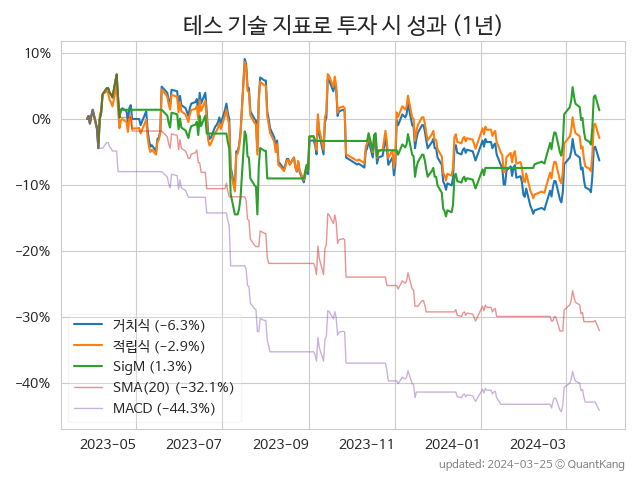 테스 기술 지표로 투자 시 성과 (1년)
10%
0%
−10%
−20%
−30%
−40%
거치식 (−6.3%)
적립식 (−2.9%)
SigM (1.3%)
SMA(20) (−32.1%)
MACD (−44.3%)
2023−05 2023−07 2023−09 2023−11 2024−01 2024−03
updated: 2024−03−25 © QuantKang